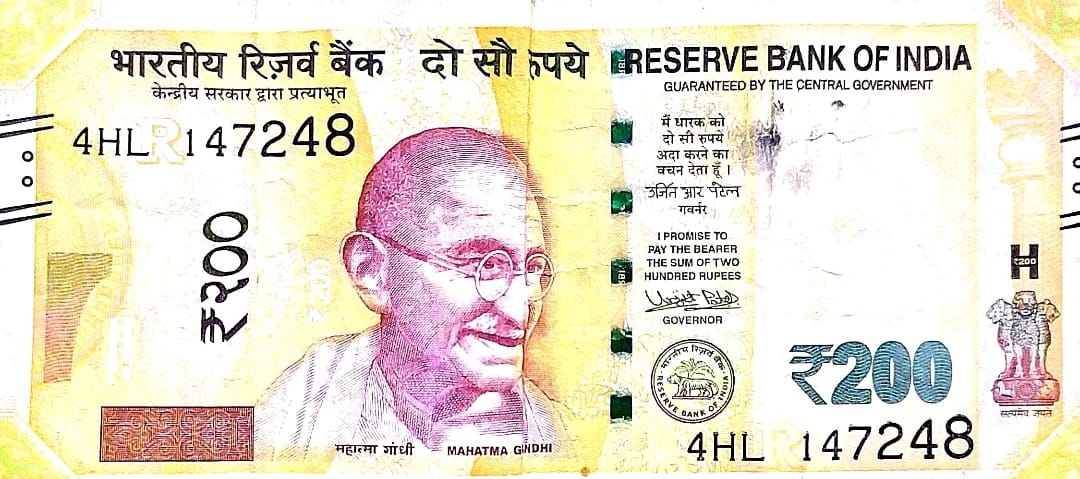 भारतीय रिज़र्व बैंक दो सौ रुपये RESERVE BANK OF INDIA
केन्द्रीय सरकार द्वारा प्रत्याभूत GUARANTEED BY THE CENTRAL GOVERNMENT
4HL 147248
मैं धारक को
दो सौ रुपये
अदा करने का
वचन देता हूँ ।
उर्जित आर पटेल
गवर्नर
I PROMISE TO
PAY THE BEARER
THE SUM OF TWO
HUNDRED RUPEES
Urjit Patel
GOVERNOR
₹२००
H
₹200
भारतीय रिज़र्व बैंक
RESERVE BANK OF INDIA
₹200
सत्यमेव जयते
महात्मा गांधी MAHATMA GANDHI
4HL 147248